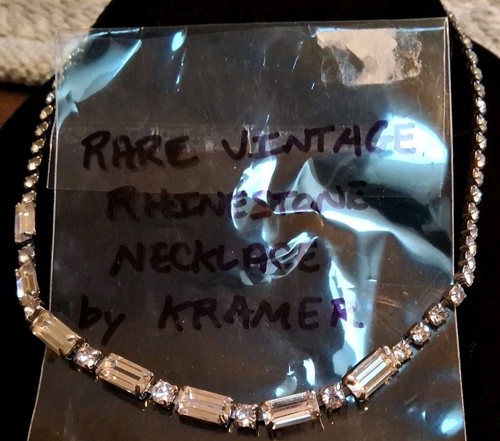 RARE VINTAGE
RHINESTONE
NECKLACE
by KRAMER